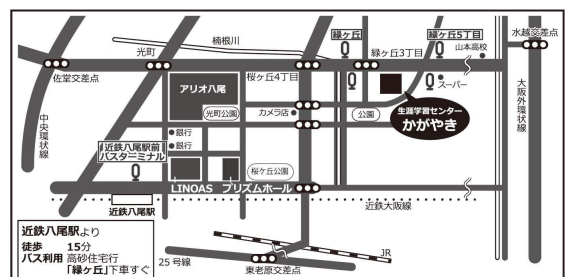 緑ヶ丘
緑ヶ丘5丁目
水越交差点
光町
楠根川
緑ヶ丘3丁目
山本高校
佐堂交差点
桜ヶ丘4丁目
スーパー
アリオ八尾
大阪外環状線
中央環状線
光町公園
カメラ店
公園
生涯学習センター
かがやき
銀行
銀行
近鉄八尾駅前
バスターミナル
桜ヶ丘公園
LINOAS
プリズムホール
近鉄大阪線
近鉄八尾駅
近鉄八尾駅より
徒歩 15分
バス利用 高砂住宅行
「緑ヶ丘」下車すぐ
25号線
JR
東老原交差点